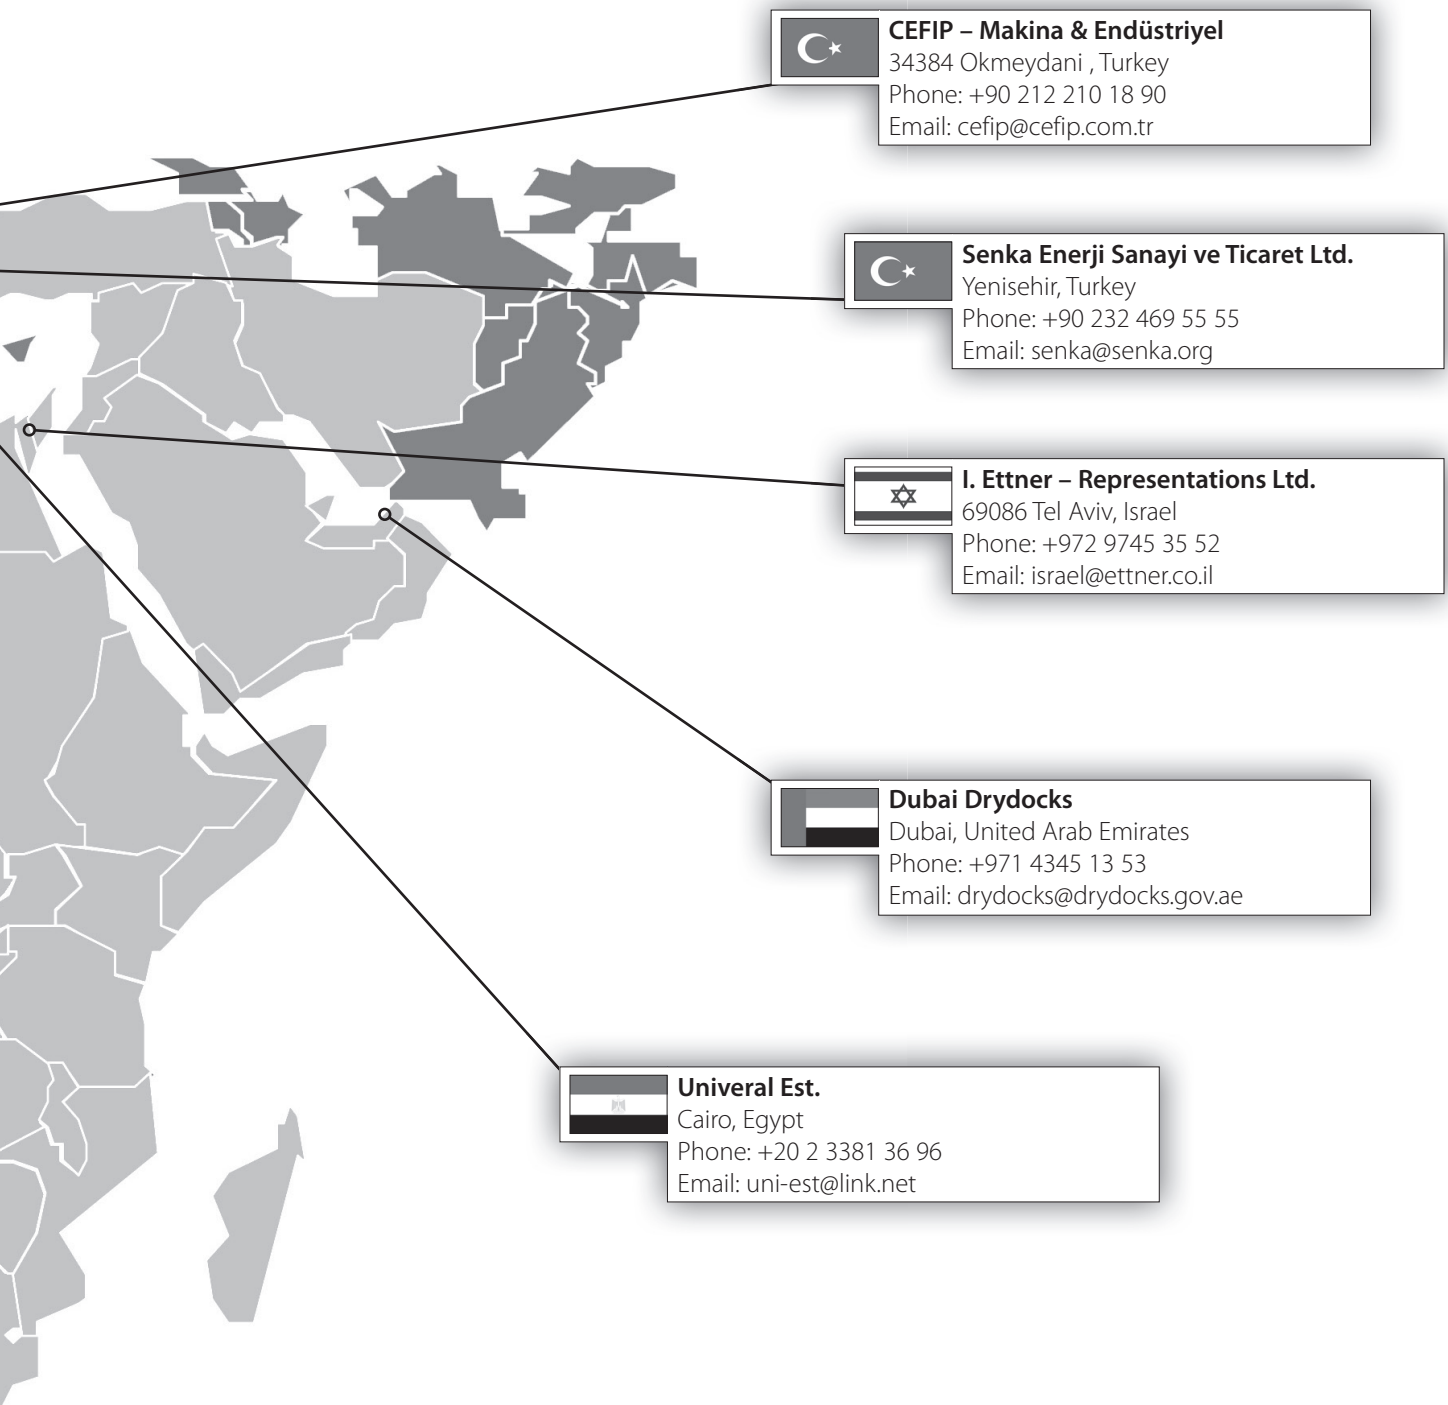 CEFIP – Makina & Endüstriyel
34384 Okmeydani , Turkey
Phone: +90 212 210 18 90
Email: cefip@cefip.com.tr
Senka Enerji Sanayi ve Ticaret Ltd.
Yenisehir, Turkey
Phone: +90 232 469 55 55
Email: senka@senka.org
I. Ettner – Representations Ltd.
69086 Tel Aviv, Israel
Phone: +972 9745 35 52
Email: israel@ettner.co.il
Dubai Drydocks
Dubai, United Arab Emirates
Phone: +971 4345 13 53
Email: drydocks@drydocks.gov.ae
Univeral Est.
Cairo, Egypt
Phone: +20 2 3381 36 96
Email: uni-est@link.net